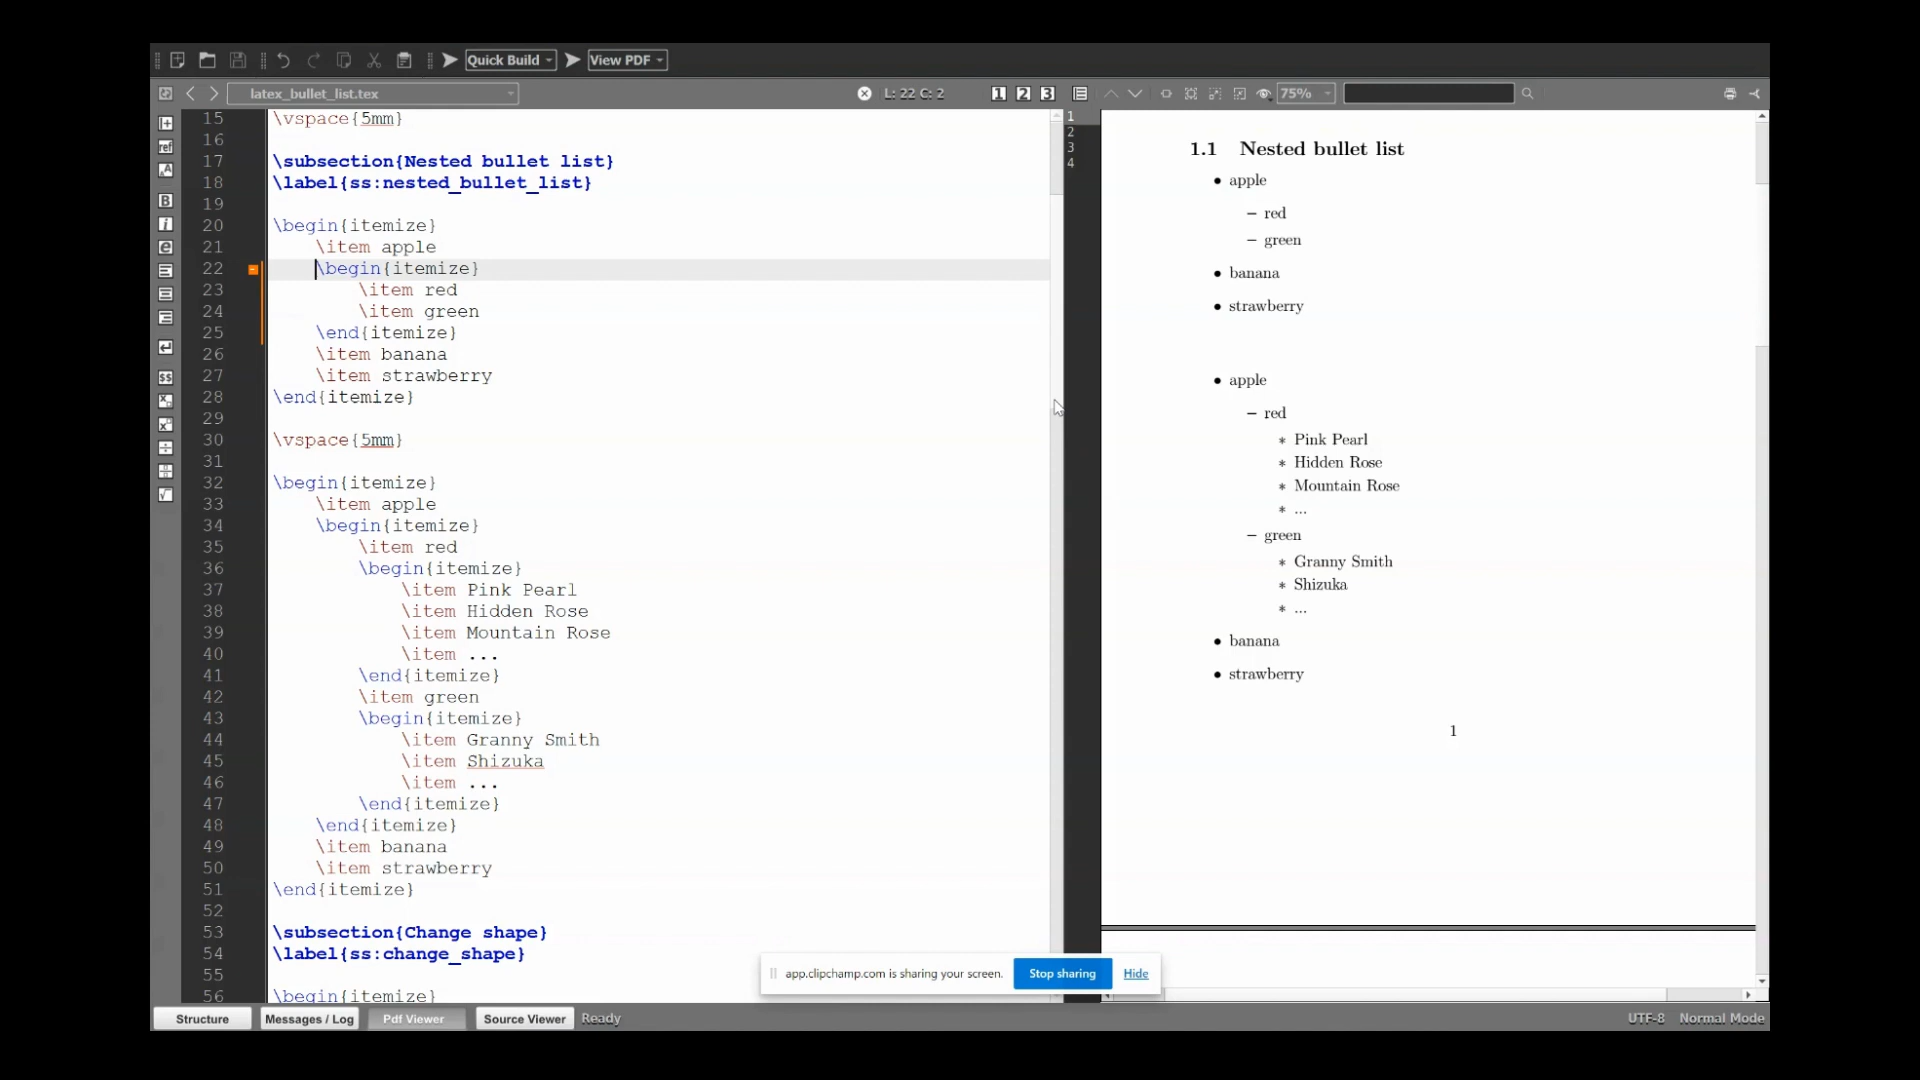 Quick Build
View PDF
latex_bullet_list.tex
L: 22 C: 2
1 2 3
75%
15 \vspace{5mm}
16
17 \subsection{Nested bullet list}
18 \label{ss:nested_bullet_list}
19
20 \begin{itemize}
21 \item apple
22 \begin{itemize}
23 \item red
24 \item green
25 \end{itemize}
26 \item banana
27 \item strawberry
28 \end{itemize}
29
30 \vspace{5mm}
31
32 \begin{itemize}
33 \item apple
34 \begin{itemize}
35 \item red
36 \begin{itemize}
37 \item Pink Pearl
38 \item Hidden Rose
39 \item Mountain Rose
40 \item ...
41 \end{itemize}
42 \item green
43 \begin{itemize}
44 \item Granny Smith
45 \item Shizuka
46 \item ...
47 \end{itemize}
48 \end{itemize}
49 \item banana
50 \item strawberry
51 \end{itemize}
52
53 \subsection{Change shape}
54 \label{ss:change_shape}
55
56 \begin{itemize}
1
2
3
4
1.1 Nested bullet list
• apple
– red
– green
• banana
• strawberry
• apple
– red
* Pink Pearl
* Hidden Rose
* Mountain Rose
* ...
– green
* Granny Smith
* Shizuka
* ...
• banana
• strawberry
1
app.clipchamp.com is sharing your screen. Stop sharing Hide
Structure
Messages / Log
Pdf Viewer
Source Viewer
Ready
UTF-8 Normal Mode